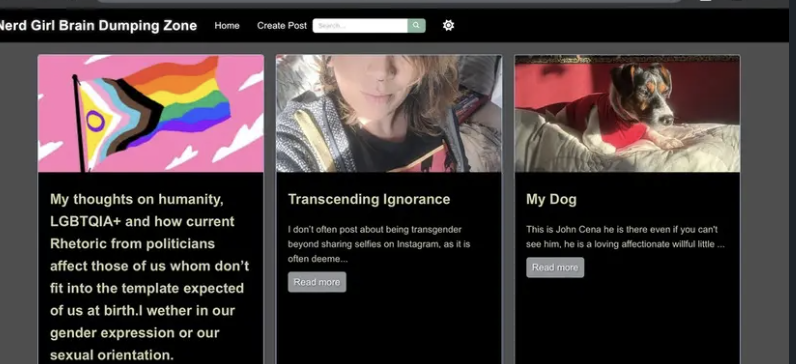 Nerd Girl Brain Dumping Zone
Home
Create Post
Search...
My thoughts on humanity,
LGBTQIA+ and how current
Rhetoric from politicians
affect those of us whom don't
fit into the template expected
of us at birth.I wether in our
gender expression or our
sexual orientation.
Transcending Ignorance
I don't often post about being transgender
beyond sharing selfies on Instagram, as it is
often deeme...
Read more
My Dog
This is John Cena he is there even if you can't
see him, he is a loving affectionate willful little ...
Read more